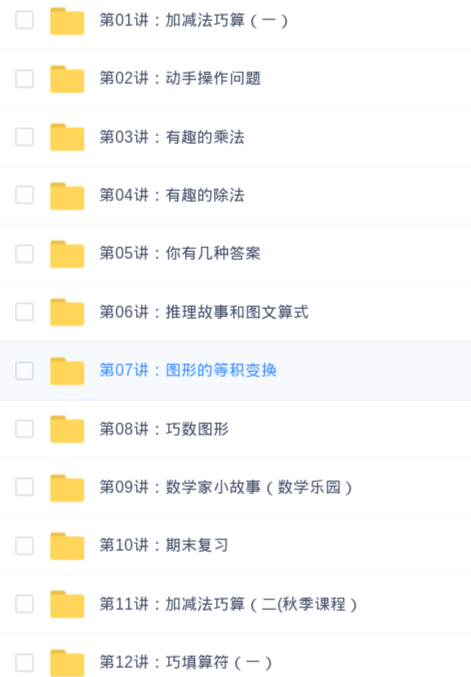 第01讲：加减法巧算（一）
第02讲：动手操作问题
第03讲：有趣的乘法
第04讲：有趣的除法
第05讲：你有几种答案
第06讲：推理故事和图文算式
第07讲：图形的等积变换
第08讲：巧数图形
第09讲：数学家小故事（数学乐园）
第10讲：期末复习
第11讲：加减法巧算（二(秋季课程）
第12讲：巧填算符（一）